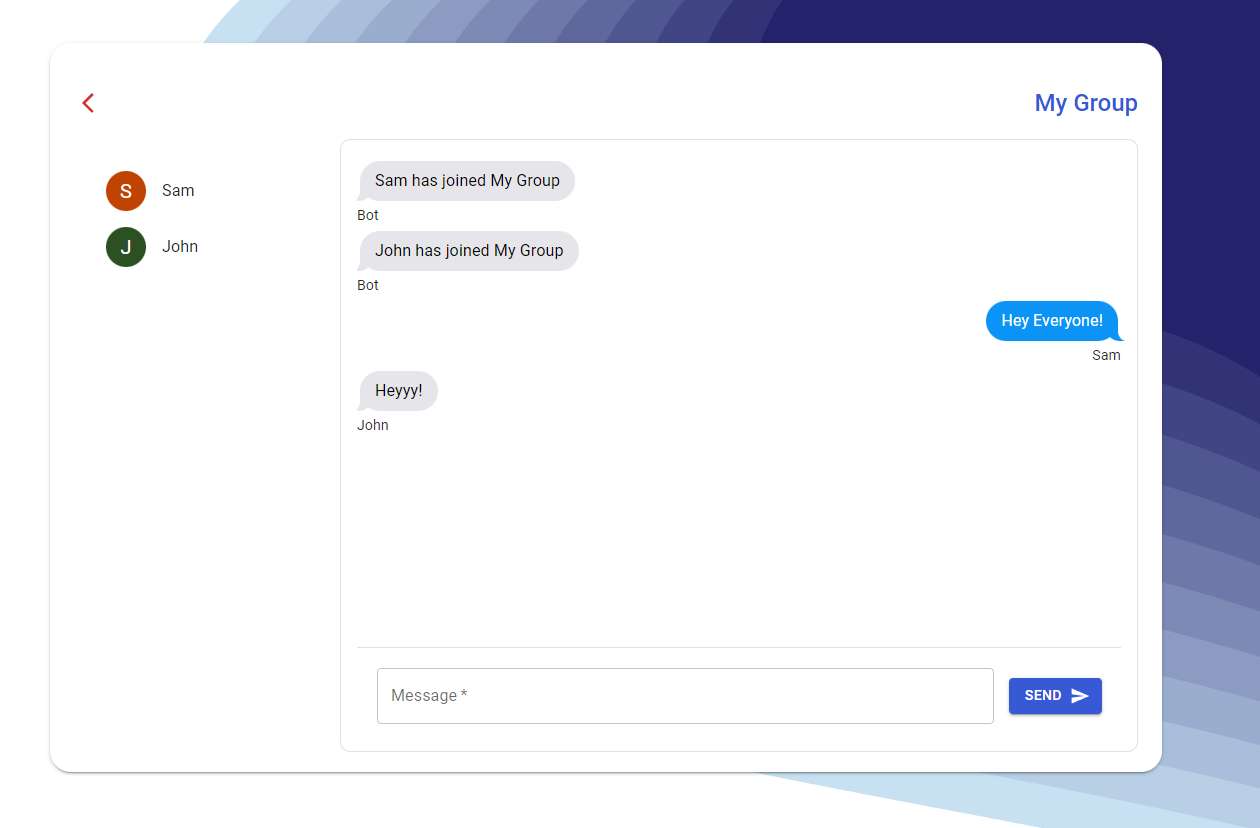 My Group
S
Sam
J
John
Sam has joined My Group
Bot
John has joined My Group
Bot
Hey Everyone!
Sam
Heyyy!
John
Message *
SEND